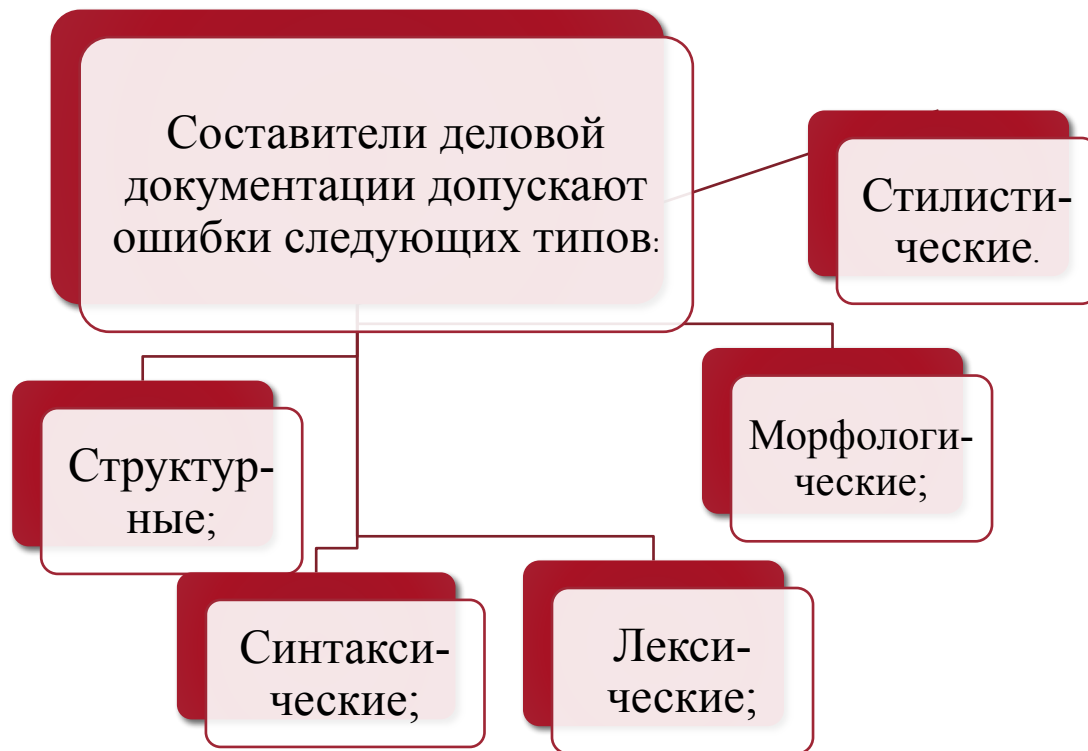 Составители деловой
документации допускают
ошибки следующих типов:
Стилисти-
ческие.
Структур-
ные;
Морфологи-
ческие;
Синтакси-
ческие;
Лекси-
ческие;